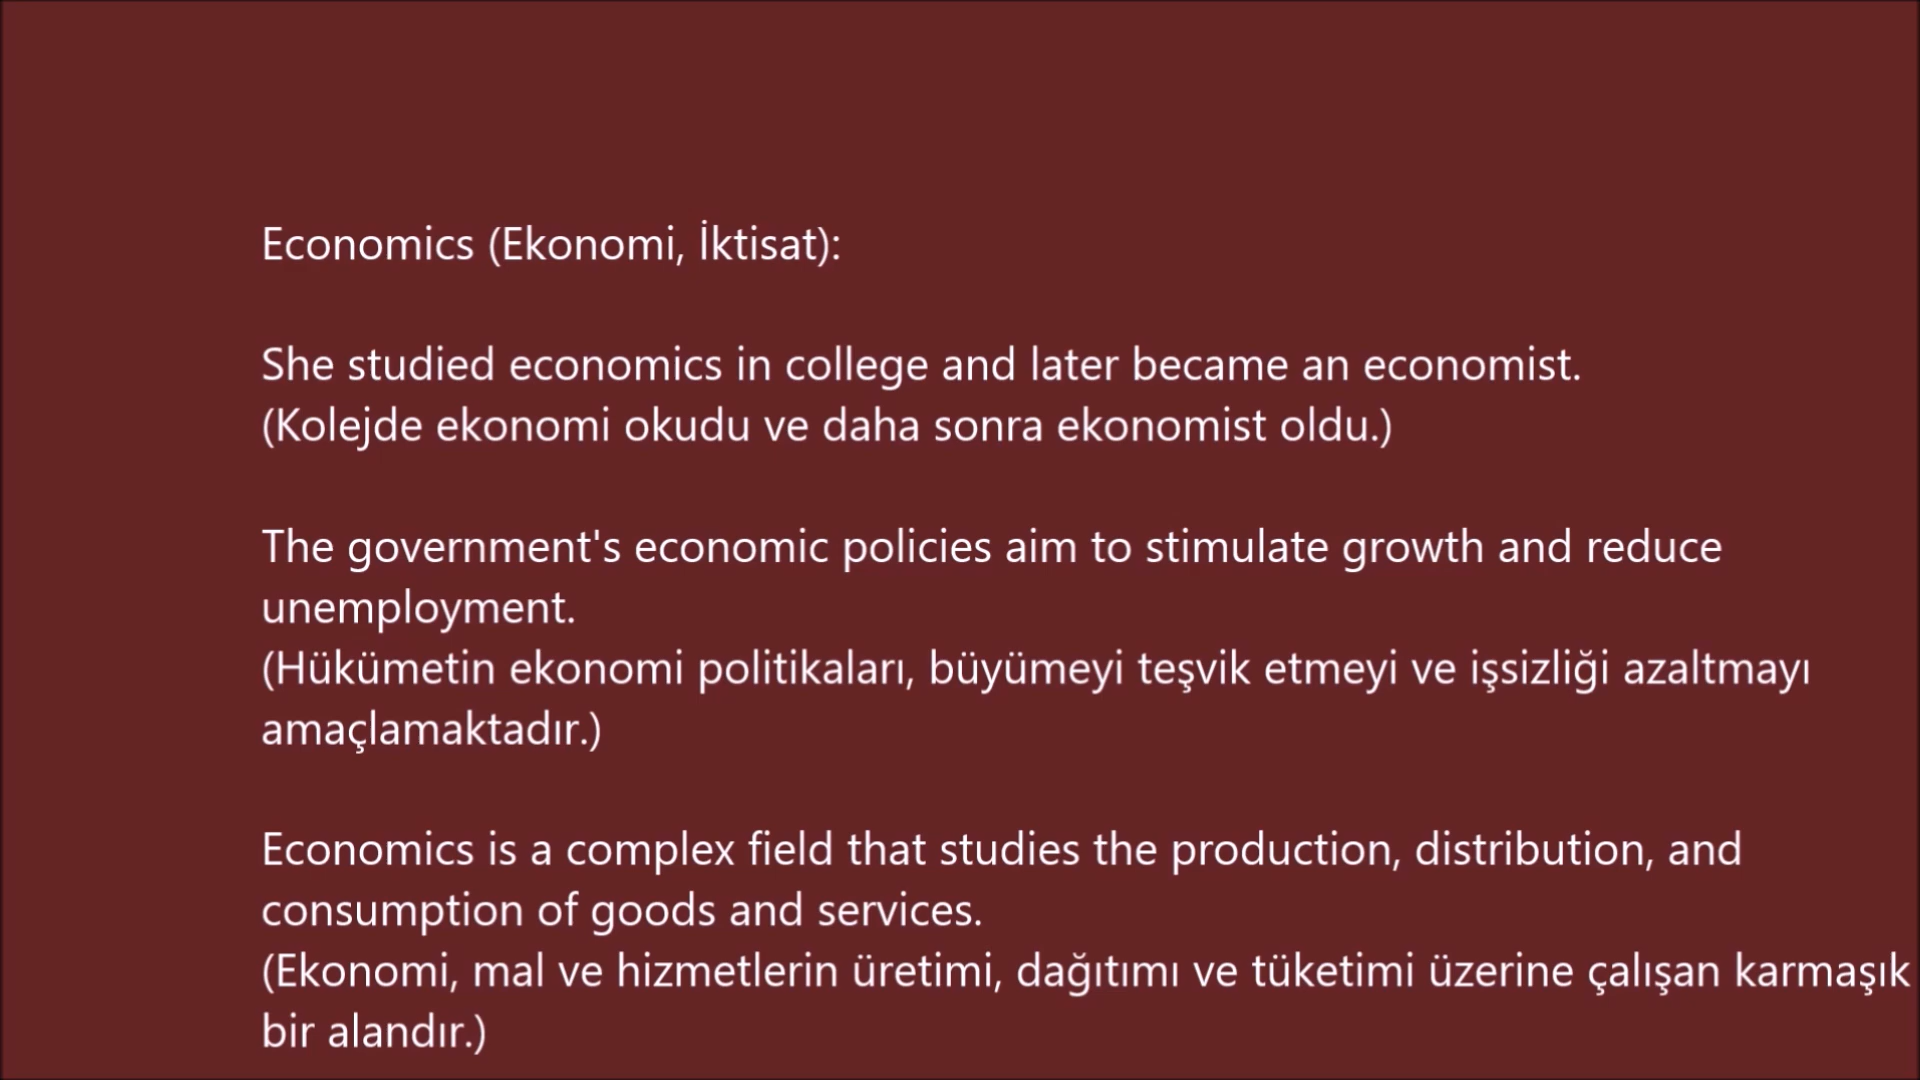 Economics (Ekonomi, İktisat):
She studied economics in college and later became an economist.
(Kolejde ekonomi okudu ve daha sonra ekonomist oldu.)
The government's economic policies aim to stimulate growth and reduce
unemployment.
(Hükümetin ekonomi politikaları, büyümeyi teşvik etmeyi ve işsizliği azaltmayı
amaçlamaktadır.)
Economics is a complex field that studies the production, distribution, and
consumption of goods and services.
(Ekonomi, mal ve hizmetlerin üretimi, dağıtımı ve tüketimi üzerine çalışan karmaşık
bir alandır.)